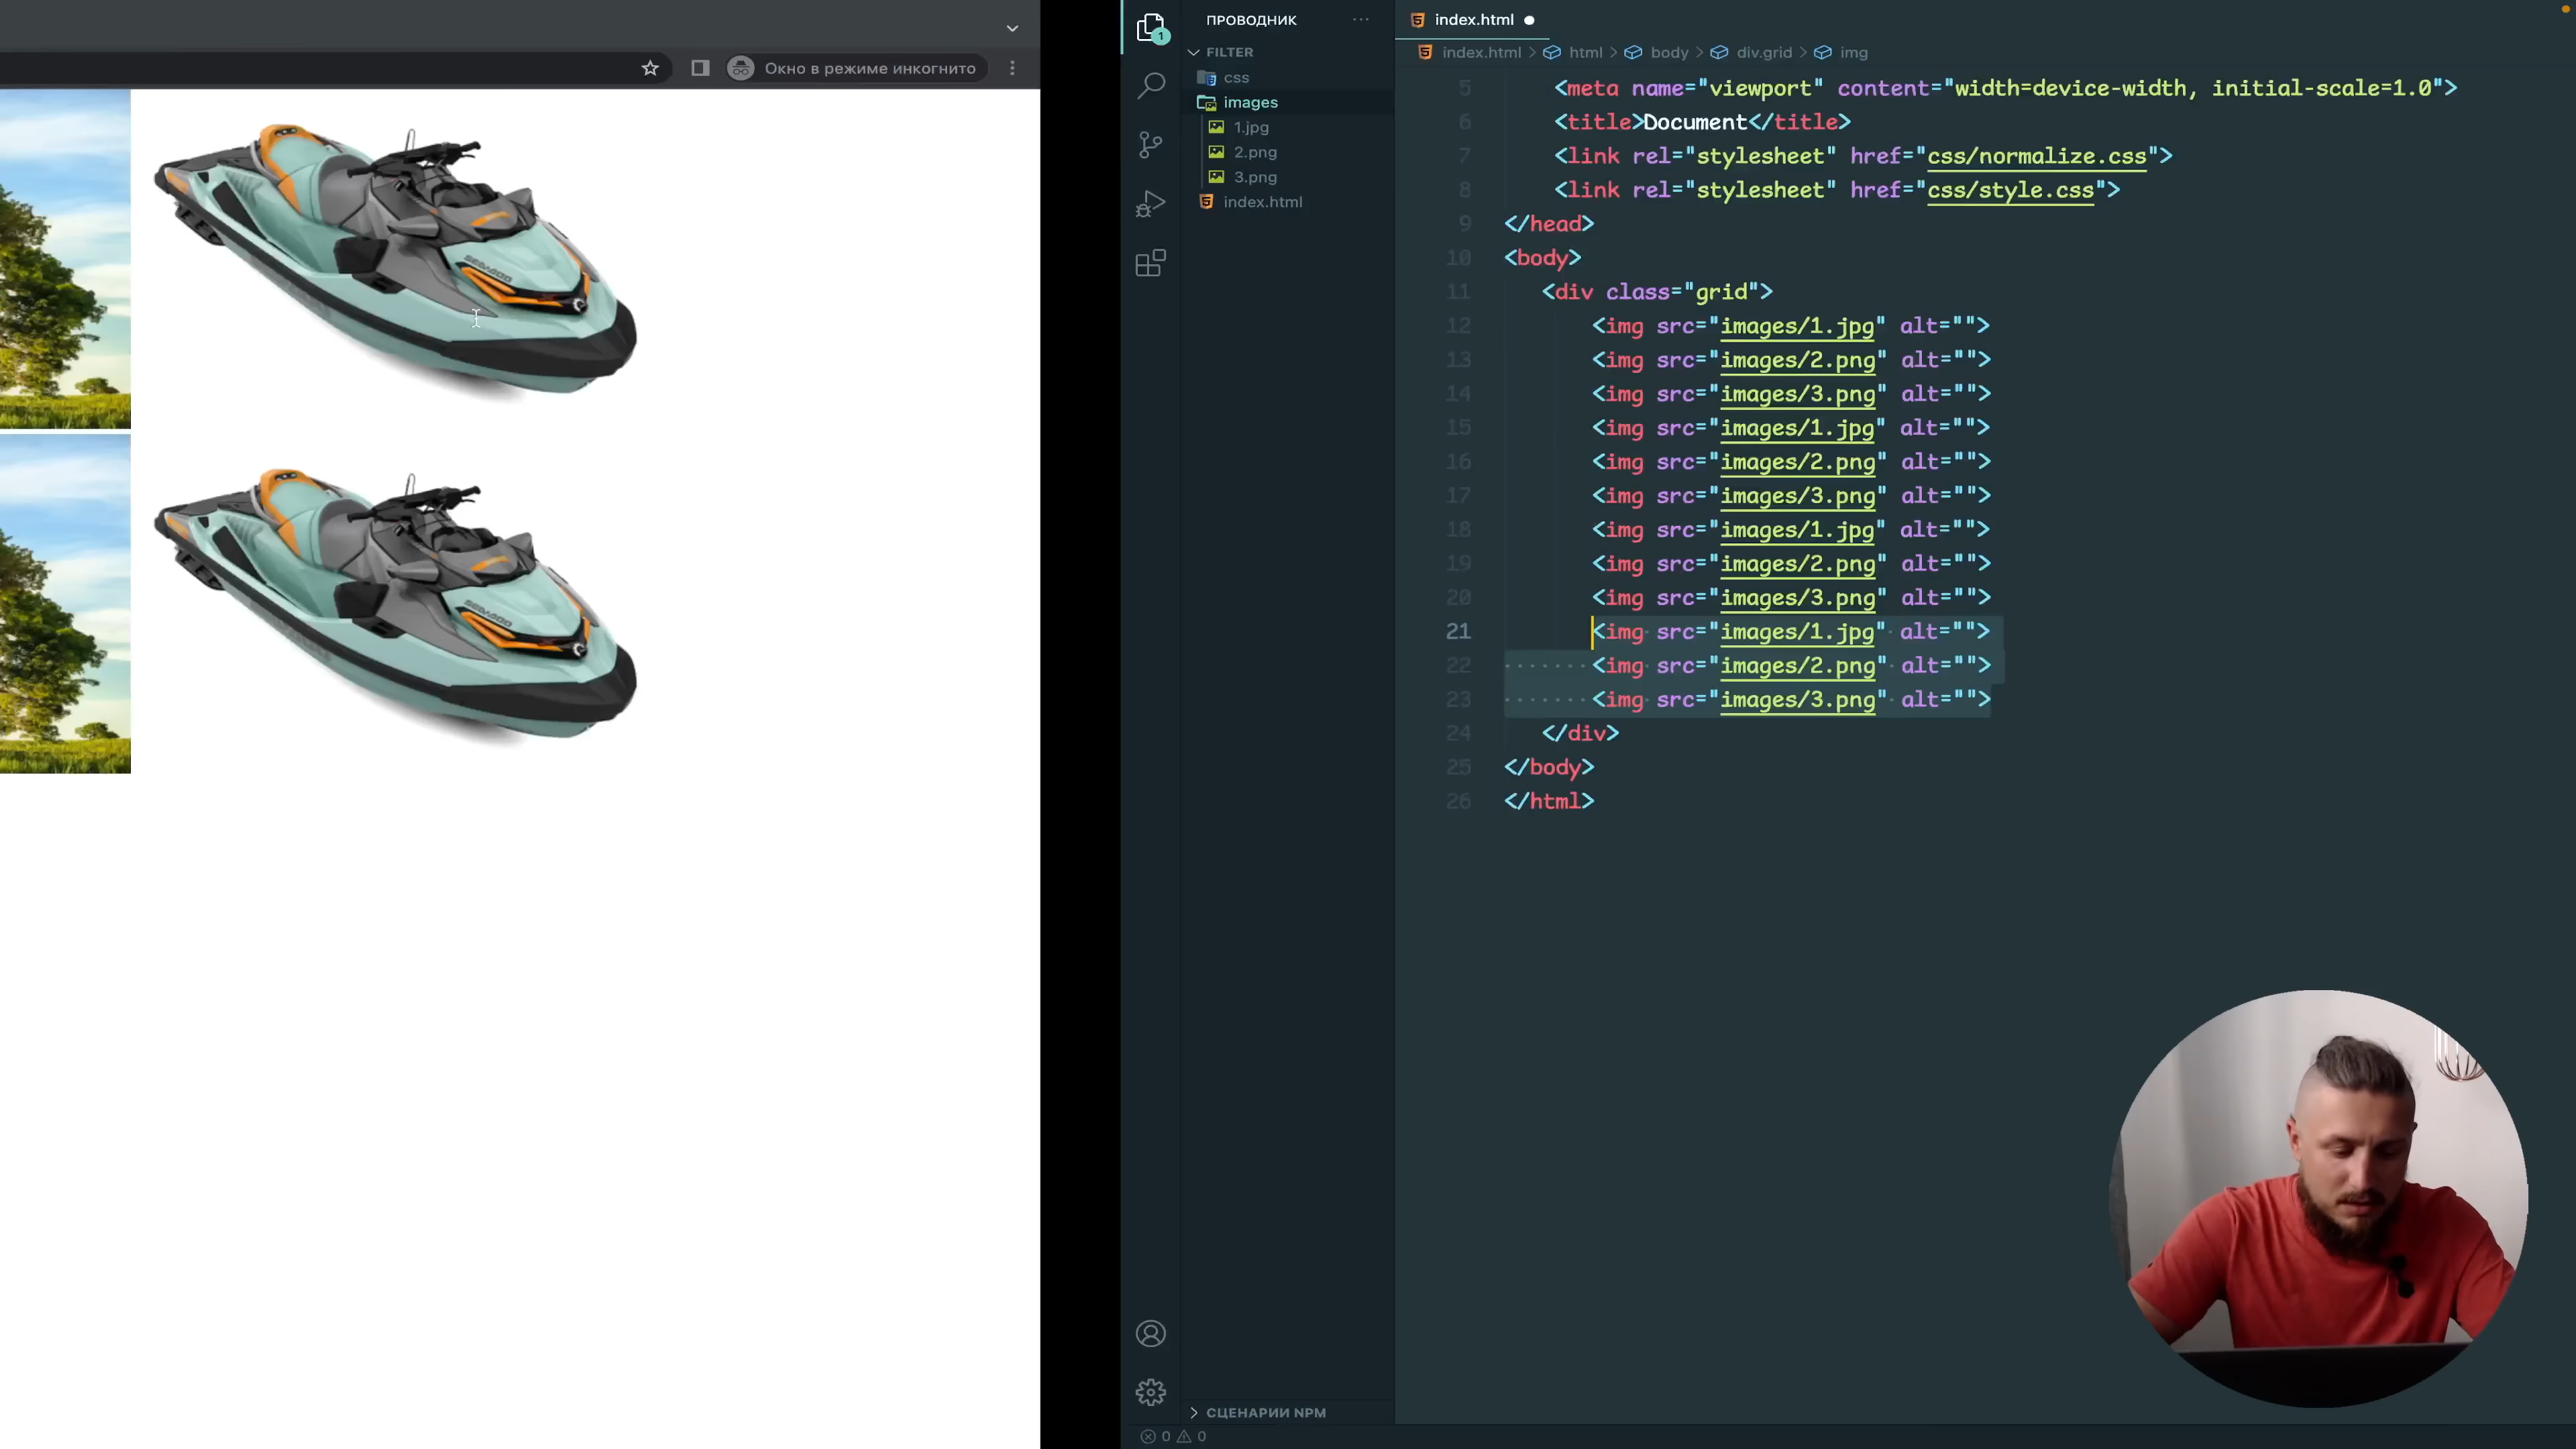 Окно в режиме инкогнито
SEA-DOO
SEA-DOO
1
ПРОВОДНИК ···
FILTER
css
images
1.jpg
2.png
3.png
index.html
СЦЕНАРИИ NPM
0 0
index.html
index.html > html > body > div.grid > img
5 <meta name="viewport" content="width=device-width, initial-scale=1.0">
6 <title>Document</title>
7 <link rel="stylesheet" href="css/normalize.css">
8 <link rel="stylesheet" href="css/style.css">
9 </head>
10 <body>
11 <div class="grid">
12 <img src="images/1.jpg" alt="">
13 <img src="images/2.png" alt="">
14 <img src="images/3.png" alt="">
15 <img src="images/1.jpg" alt="">
16 <img src="images/2.png" alt="">
17 <img src="images/3.png" alt="">
18 <img src="images/1.jpg" alt="">
19 <img src="images/2.png" alt="">
20 <img src="images/3.png" alt="">
21 <img src="images/1.jpg" alt="">
22 <img src="images/2.png" alt="">
23 <img src="images/3.png" alt="">
24 </div>
25 </body>
26 </html>